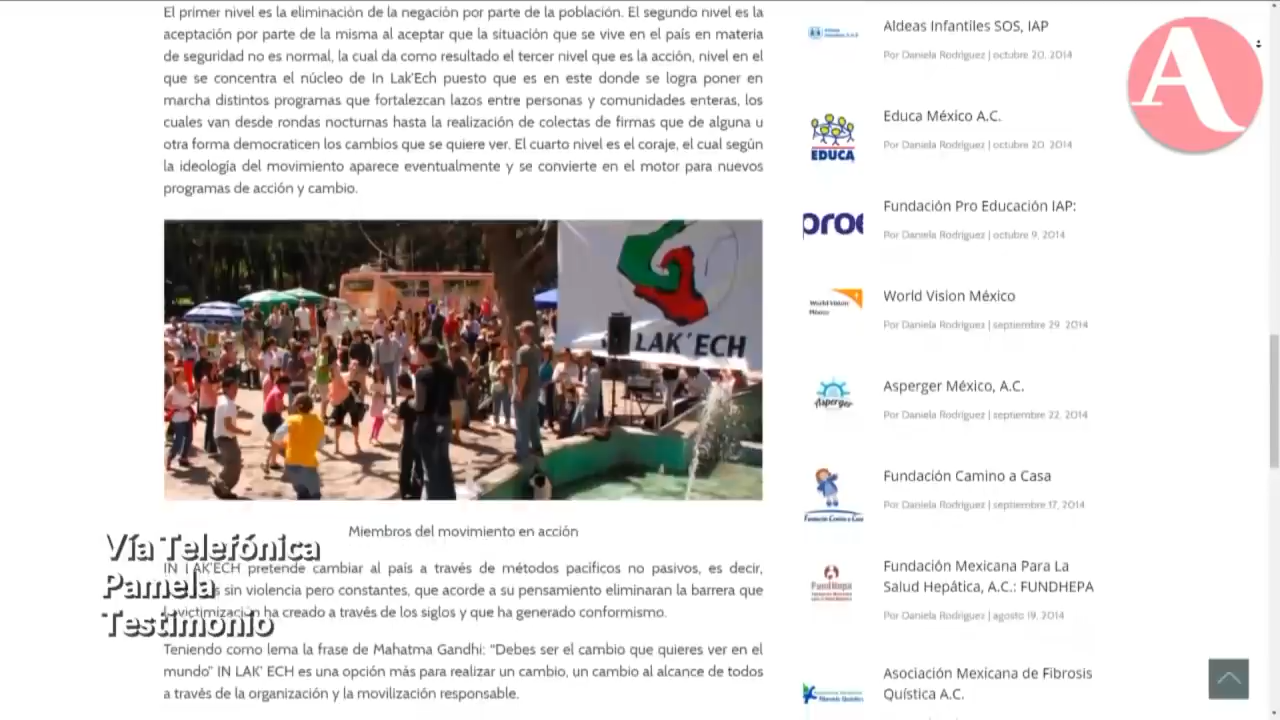 El primer nivel es la eliminación de la negación por parte de la población. El segundo nivel es la
aceptación por parte de la misma al aceptar que la situación que se vive en el país en materia
de seguridad no es normal, la cual da como resultado el tercer nivel que es la acción, nivel en el
que se concentra el núcleo de In Lak'Ech puesto que es en este donde se logra poner en
marcha distintos programas que fortalezcan lazos entre personas y comunidades enteras, los
cuales van desde rondas nocturnas hasta la realización de colectas de firmas que de alguna u
otra forma democraticen los cambios que se quiere ver. El cuarto nivel es el coraje, el cual según
la ideología del movimiento aparece eventualmente y se convierte en el motor para nuevos
programas de acción y cambio.
LAK'ECH
Miembros del movimiento en acción
IN LAK'ECH pretende cambiar al país a través de métodos pacificos no pasivos, es decir,
sin violencia pero constantes, que acorde a su pensamiento eliminaran la barrera que
la victimización ha creado a través de los siglos y que ha generado conformismo.
Teniendo como lema la frase de Mahatma Gandhi: "Debes ser el cambio que quieres ver en el
mundo" IN LAK' ECH es una opción más para realizar un cambio, un cambio al alcance de todos
a través de la organización y la movilización responsable.
Vía Telefónica
Pamela
Testimonio
Aldeas Infantiles SOS, IAP
Por Daniela Rodríguez | octubre 20, 2014
EDUCA
Educa México A.C.
Por Daniela Rodríguez | octubre 20, 2014
proe
Fundación Pro Educación IAP:
Por Daniela Rodríguez | octubre 9, 2014
World Vision
México
World Vision México
Por Daniela Rodríguez | septiembre 29, 2014
Asperger
Asperger México, A.C.
Por Daniela Rodríguez | septiembre 22, 2014
Fundación Camino a Casa
Fundación Camino a Casa
Por Daniela Rodríguez | septiembre 17, 2014
FundHepa
Fundación Mexicana Para La
Salud Hepática, A.C.: FUNDHEPA
Por Daniela Rodríguez | agosto 19, 2014
Asociación Mexicana de Fibrosis
Quística A.C.
A